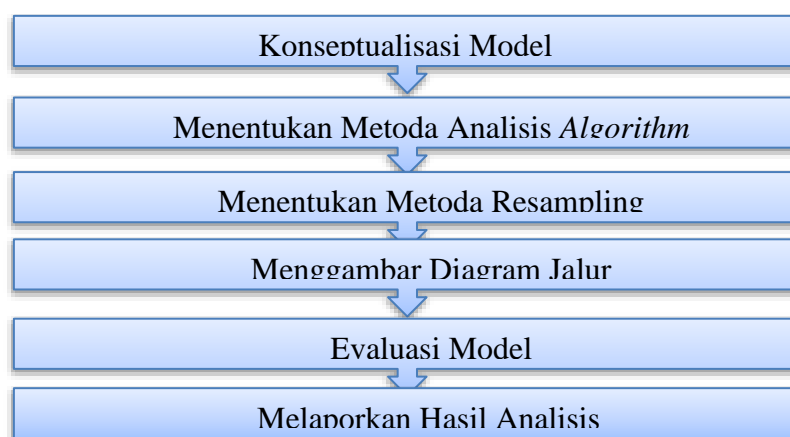 Konseptualisasi Model
Menentukan Metoda Analisis Algorithm
Menentukan Metoda Resampling
Menggambar Diagram Jalur
Evaluasi Model
Melaporkan Hasil Analisis